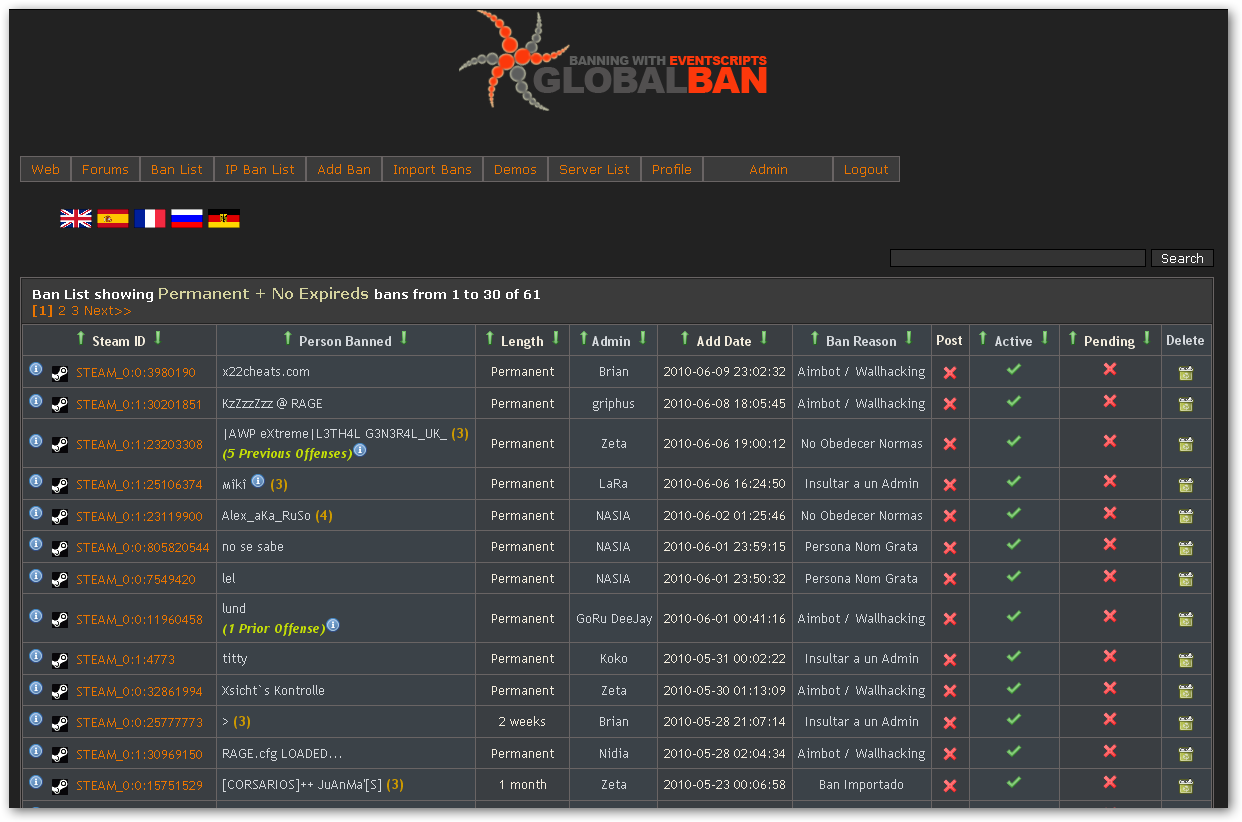 BANNING WITH EVENTSCRIPTS
GLOBALBAN
Web Forums Ban List IP Ban List Add Ban Import Bans Demos Server List Profile Admin Logout
Search
Ban List showing Permanent + No Expireds bans from 1 to 30 of 61
[1] 2 3 Next>>
Steam ID Person Banned Length Admin Add Date Ban Reason Post Active Pending Delete
STEAM_0:0:3980190 x22cheats.com Permanent Brian 2010-06-09 23:02:32 Aimbot / Wallhacking
STEAM_0:1:30201851 KzZzzZzz @ RAGE Permanent griphus 2010-06-08 18:05:45 Aimbot / Wallhacking
STEAM_0:1:23203308 |AWP eXtreme|L3TH4L G3N3R4L_UK_ (3) Permanent Zeta 2010-06-06 19:00:12 No Obedecer Normas
(5 Previous Offenses)
STEAM_0:1:25106374 мîkî (3) Permanent LaRa 2010-06-06 16:24:50 Insultar a un Admin
STEAM_0:1:23119900 Alex_aKa_RuSo (4) Permanent NASIA 2010-06-02 01:25:46 No Obedecer Normas
STEAM_0:0:805820544 no se sabe Permanent NASIA 2010-06-01 23:59:15 Persona Nom Grata
STEAM_0:0:7549420 lel Permanent NASIA 2010-06-01 23:50:32 Persona Nom Grata
STEAM_0:0:11960458 lund Permanent GoRu DeeJay 2010-06-01 00:41:16 Aimbot / Wallhacking
(1 Prior Offense)
STEAM_0:1:4773 titty Permanent Koko 2010-05-31 00:02:22 Insultar a un Admin
STEAM_0:0:32861994 Xsicht`s Kontrolle Permanent Zeta 2010-05-30 01:13:09 Aimbot / Wallhacking
STEAM_0:0:25777773 > (3) 2 weeks Brian 2010-05-28 21:07:14 Insultar a un Admin
STEAM_0:1:30969150 RAGE.cfg LOADED... Permanent Nidia 2010-05-28 02:04:34 Aimbot / Wallhacking
STEAM_0:0:15751529 [CORSARIOS]++ JuAnMa'[S] (3) 1 month Zeta 2010-05-23 00:06:58 Ban Importado